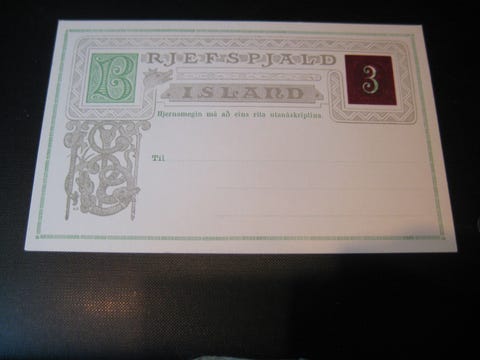 BRJEFSPJALD
3
ISLAND
Hjernamegin má að eins rita utanáskriptina.
Til